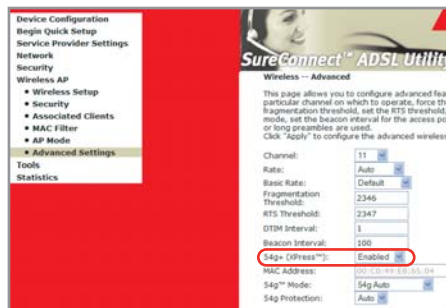 Device Configuration
Begin Quick Setup
Service Provider Settings
Network
Security
Wireless AP
• Wireless Setup
• Security
• Associated Clients
• MAC Filter
• AP Mode
• Advanced Settings
Tools
Statistics
SureConnect™ ADSL Utility
Wireless -- Advanced
This page allows you to configure advanced fea
particular channel on which to operate, force th
fragmentation threshold, set the RTS threshold,
mode, set the beacon interval for the access po
or long preambles are used.
Click "Apply" to configure the advanced wireless
Channel: 11
Rate: Auto
Basic Rate: Default
Fragmentation Threshold: 2346
RTS Threshold: 2347
DTIM Interval: 1
Beacon Interval: 100
54g+ (XPress™): Enabled
MAC Address:
54g™ Mode: 54g Auto
54g Protection: Auto